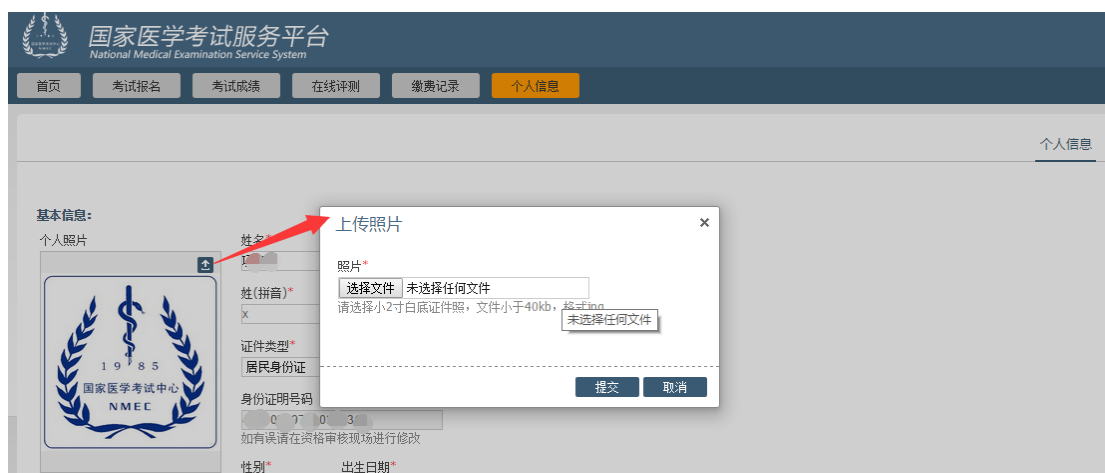 国家医学考试服务平台
National Medical Examination Service System
首页 考试报名 考试成绩 在线评测 缴费记录 个人信息
个人信息
基本信息:
个人照片
1985
国家医学考试中心
NMEC
姓名*
姓(拼音)*
x
证件类型*
居民身份证
身份证明号码
如有误请在资格审核现场进行修改
性别* 出生日期*
上传照片 ×
照片*
选择文件 未选择任何文件
请选择小2寸白底证件照，文件小于40kb，格式jpg
未选择任何文件
提交 取消